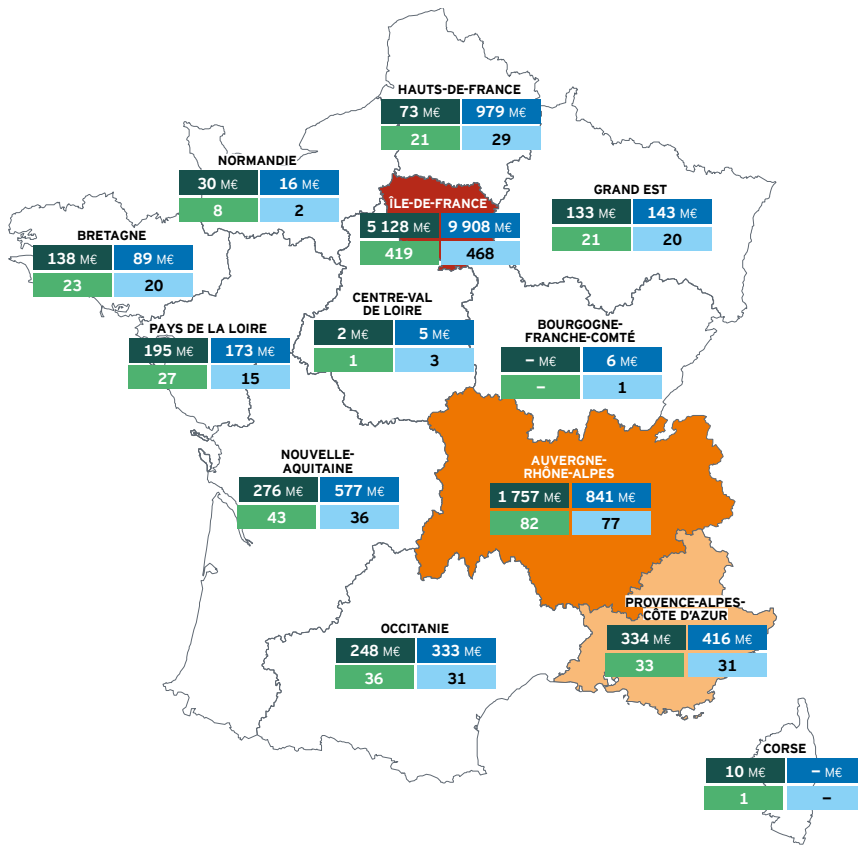 HAUTS-DE-FRANCE
73 M€ 979 M€
21 29
NORMANDIE
30 M€ 16 M€
8 2
ÎLE-DE-FRANCE
5 128 M€ 9 908 M€
419 468
GRAND EST
133 M€ 143 M€
21 20
BRETAGNE
138 M€ 89 M€
23 20
CENTRE-VAL
DE LOIRE
2 M€ 5 M€
1 3
PAYS DE LA LOIRE
195 M€ 173 M€
27 15
BOURGOGNE-
FRANCHE-COMTÉ
– M€ 6 M€
– 1
NOUVELLE-
AQUITAINE
276 M€ 577 M€
43 36
AUVERGNE-
RHÔNE-ALPES
1 757 M€ 841 M€
82 77
PROVENCE-ALPES-
CÔTE D'AZUR
334 M€ 416 M€
33 31
OCCITANIE
248 M€ 333 M€
36 31
CORSE
10 M€ – M€
1 –